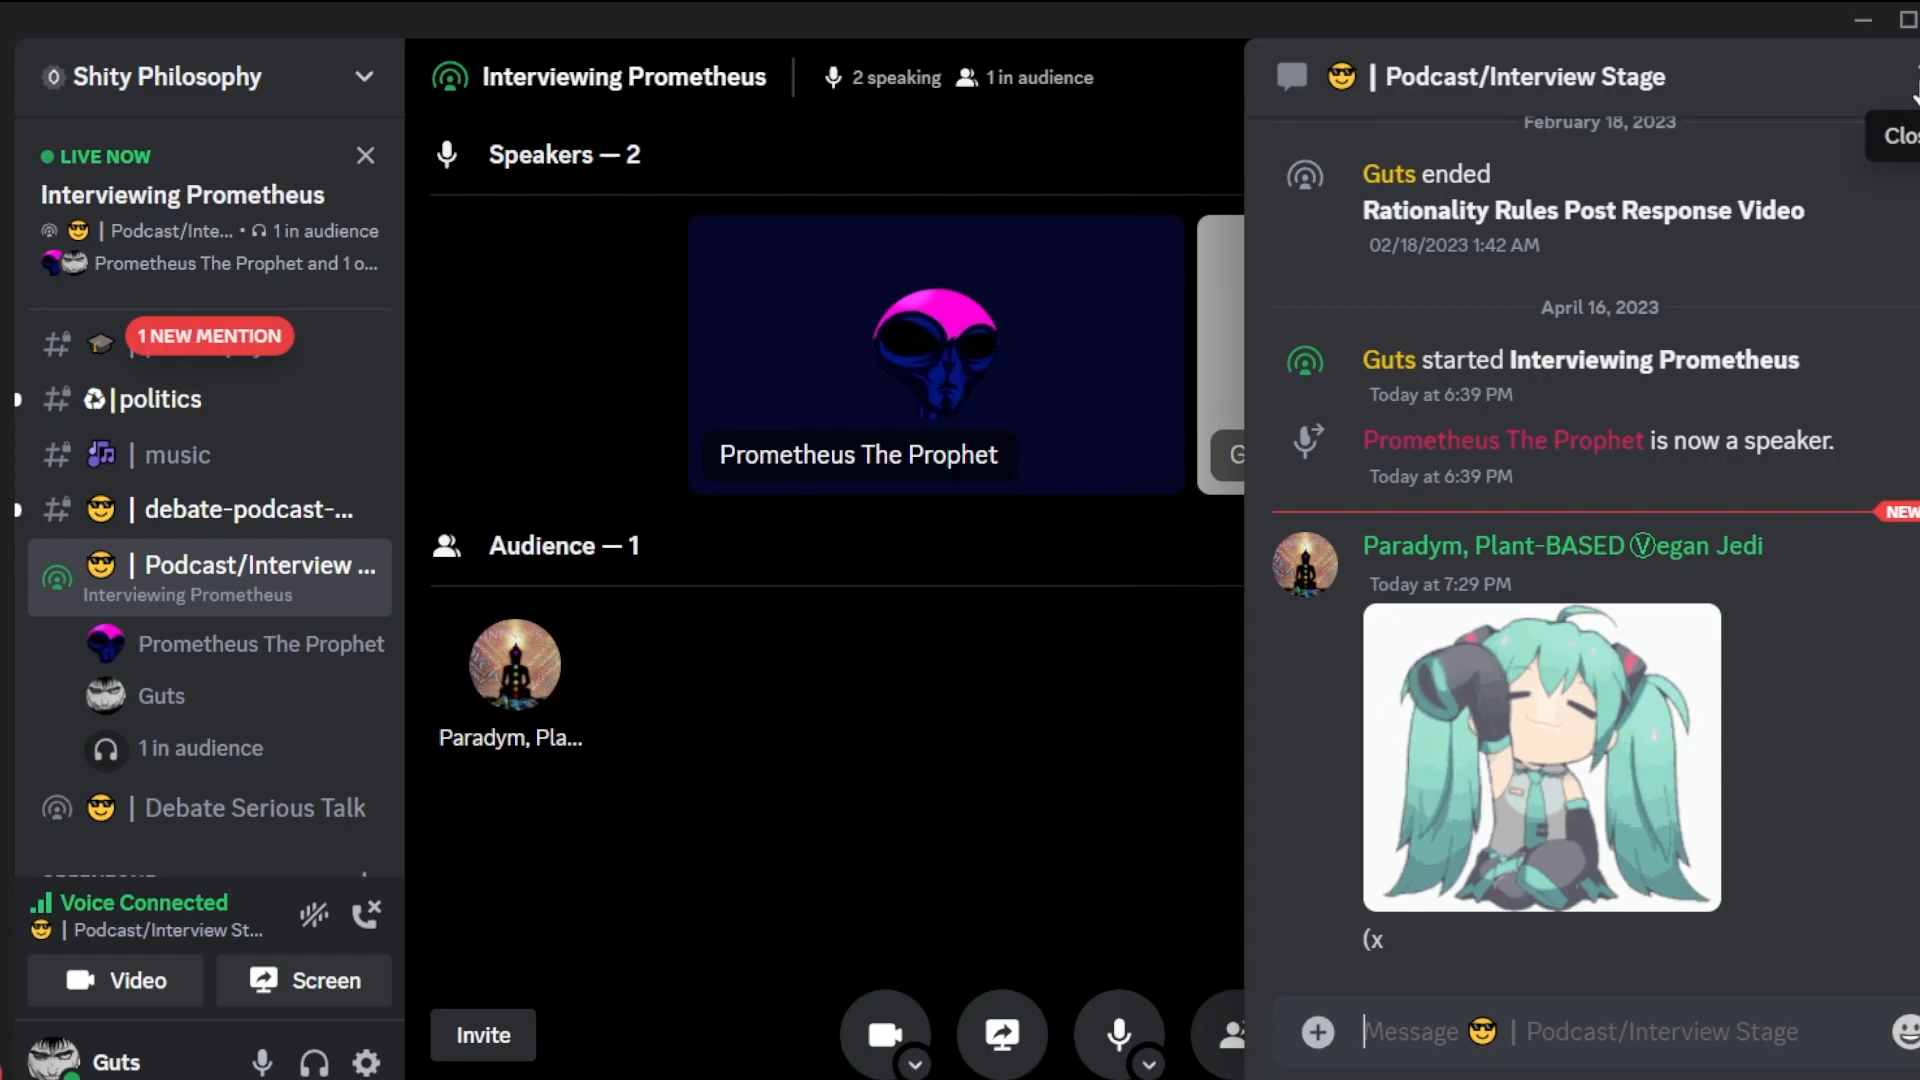 Shity Philosophy
LIVE NOW
Interviewing Prometheus
😎 | Podcast/Inte... • 1 in audience
Prometheus The Prophet and 1 o...
1 NEW MENTION
♻|politics
| music
😎 | debate-podcast-...
😎 | Podcast/Interview ...
Interviewing Prometheus
Prometheus The Prophet
Guts
1 in audience
😎 | Debate Serious Talk
Voice Connected
😎 | Podcast/Interview St...
Video
Screen
Guts
Interviewing Prometheus
2 speaking
1 in audience
Speakers — 2
Prometheus The Prophet
G
Audience — 1
Paradym, Pla...
Invite
😎 | Podcast/Interview Stage
Clos
February 18, 2023
Guts ended
Rationality Rules Post Response Video
02/18/2023 1:42 AM
April 16, 2023
Guts started Interviewing Prometheus
Today at 6:39 PM
Prometheus The Prophet is now a speaker.
Today at 6:39 PM
NEW
Paradym, Plant-BASED Ⓥegan Jedi
Today at 7:29 PM
(x
Message 😎 | Podcast/Interview Stage